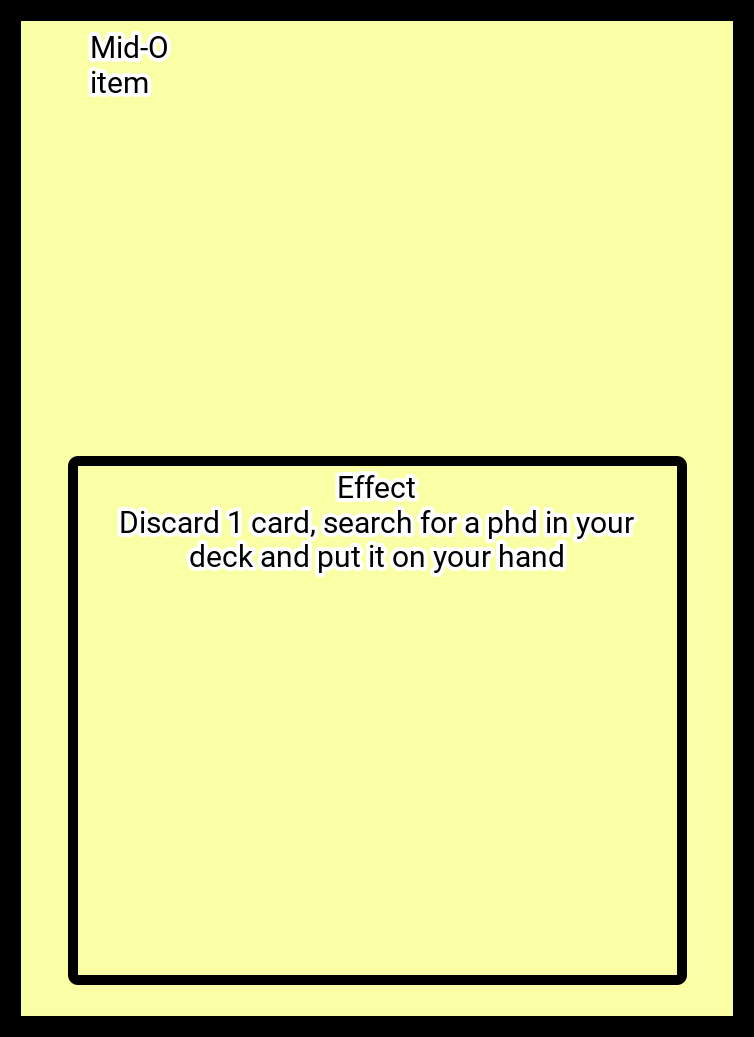 Mid-O
item
Effect
Discard 1 card, search for a phd in your
deck and put it on your hand